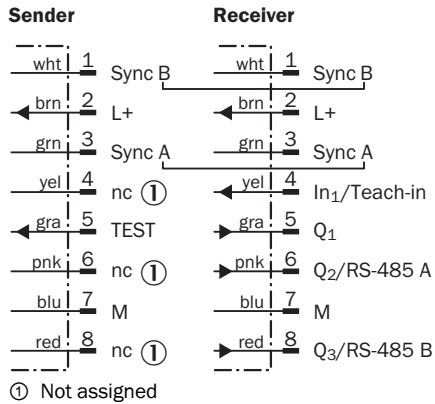 Sender Receiver
wht 1 Sync B wht 1 Sync B
brn 2 L+ brn 2 L+
grn 3 Sync A grn 3 Sync A
yel 4 nc ① yel 4 In1/Teach-in
gra 5 TEST gra 5 Q1
pnk 6 nc ① pnk 6 Q2/RS-485 A
blu 7 M blu 7 M
red 8 nc ① red 8 Q3/RS-485 B
① Not assigned